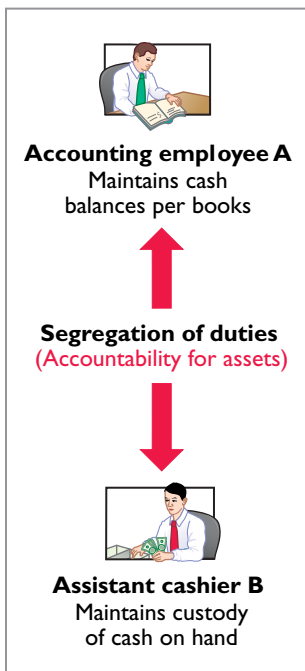 Accounting employee A
Maintains cash
balances per books
Segregation of duties
(Accountability for assets)
Assistant cashier B
Maintains custody
of cash on hand